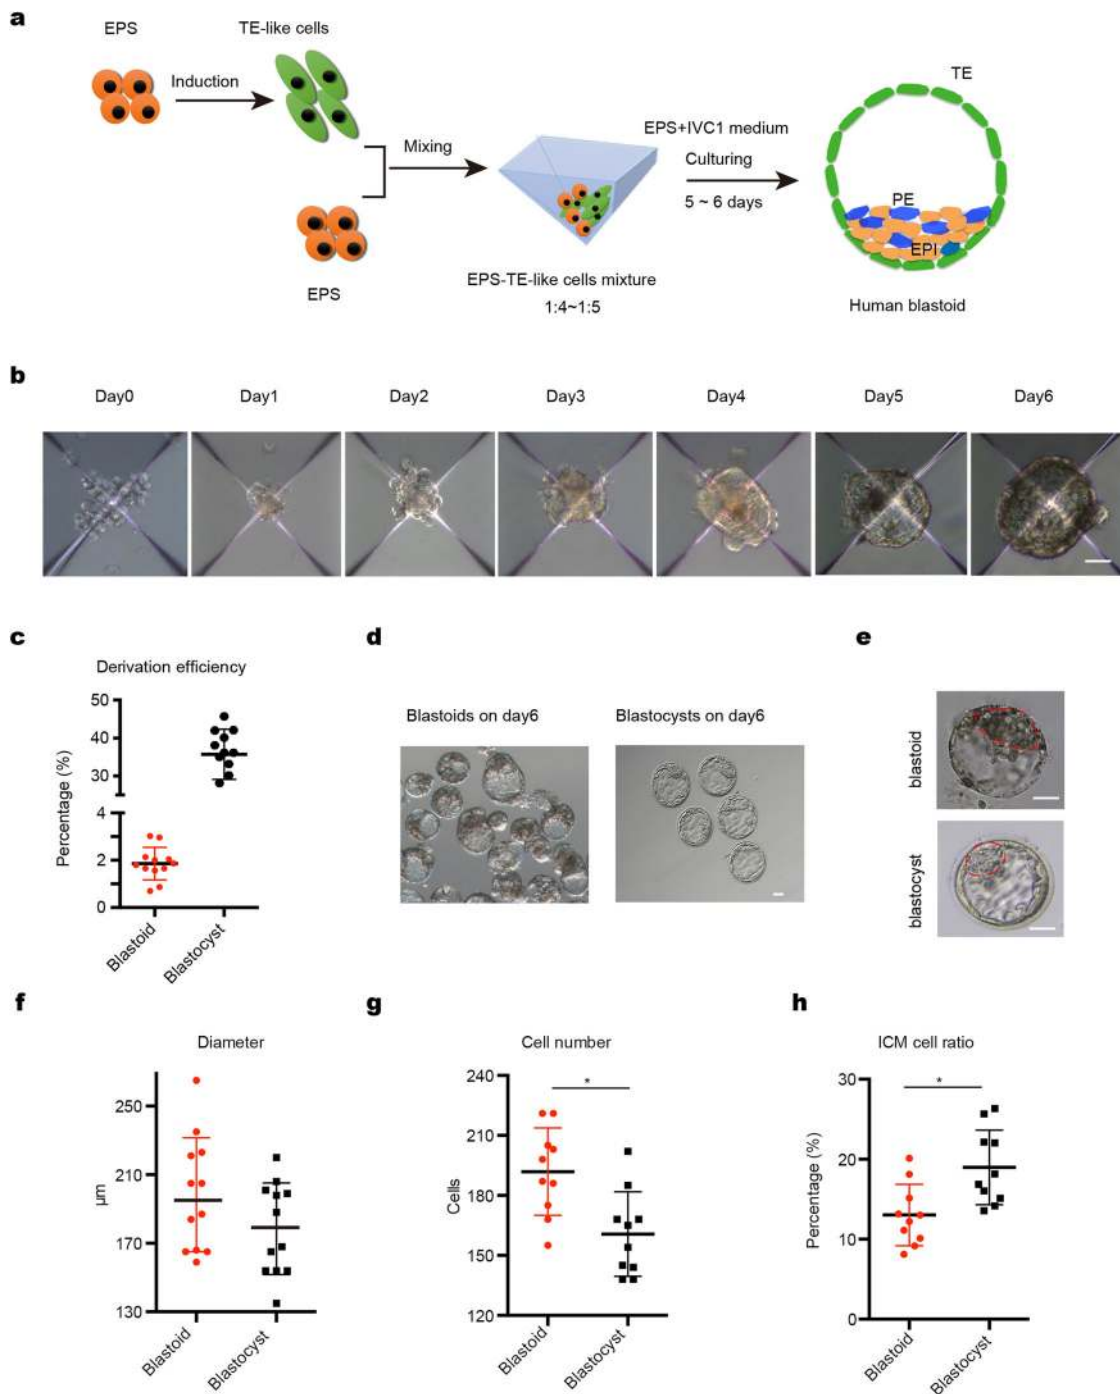 a
EPS
TE-like cells
Induction
Mixing
EPS
EPS-TE-like cells mixture
1:4~1:5
EPS+IVC1 medium
Culturing
5 ~ 6 days
TE
PE
EPI
Human blastoid
b
Day0 Day1 Day2 Day3 Day4 Day5 Day6
c
Derivation efficiency
Percentage (%)
50
40
30
4
2
0
Blastoid
Blastocyst
d
Blastoids on day6
Blastocysts on day6
e
blastoid
blastocyst
f
Diameter
µm
250
210
170
130
Blastoid
Blastocyst
g
Cell number
*
Cells
240
210
180
150
120
Blastoid
Blastocyst
h
ICM cell ratio
*
Percentage (%)
30
20
10
0
Blastoid
Blastocyst